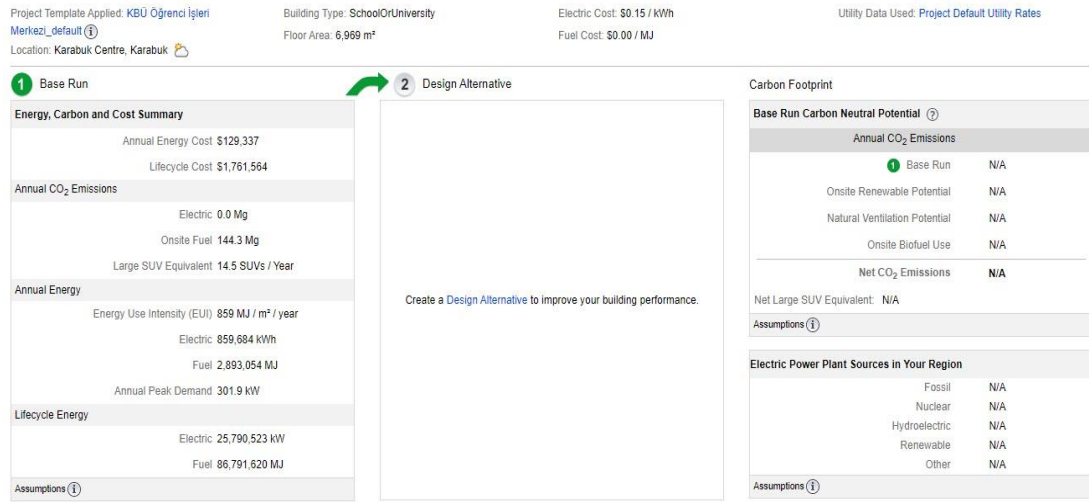 Project Template Applied: KBÜ Öğrenci İşleri
Merkezi_default
Location: Karabuk Centre, Karabuk
Building Type: SchoolOrUniversity
Floor Area: 6,969 m²
Electric Cost: $0.15 / kWh
Fuel Cost: $0.00 / MJ
Utility Data Used: Project Default Utility Rates
1 Base Run
Energy, Carbon and Cost Summary
Annual Energy Cost $129,337
Lifecycle Cost $1,761,564
Annual CO2 Emissions
Electric 0.0 Mg
Onsite Fuel 144.3 Mg
Large SUV Equivalent 14.5 SUVs / Year
Annual Energy
Energy Use Intensity (EUI) 859 MJ / m² / year
Electric 859,684 kWh
Fuel 2,893,054 MJ
Annual Peak Demand 301.9 kW
Lifecycle Energy
Electric 25,790,523 kW
Fuel 86,791,620 MJ
Assumptions i
2 Design Alternative
Create a Design Alternative to improve your building performance.
Carbon Footprint
Base Run Carbon Neutral Potential ?
Annual CO2 Emissions
1 Base Run N/A
Onsite Renewable Potential N/A
Natural Ventilation Potential N/A
Onsite Biofuel Use N/A
Net CO2 Emissions N/A
Net Large SUV Equivalent: N/A
Assumptions i
Electric Power Plant Sources in Your Region
Fossil N/A
Nuclear N/A
Hydroelectric N/A
Renewable N/A
Other N/A
Assumptions i